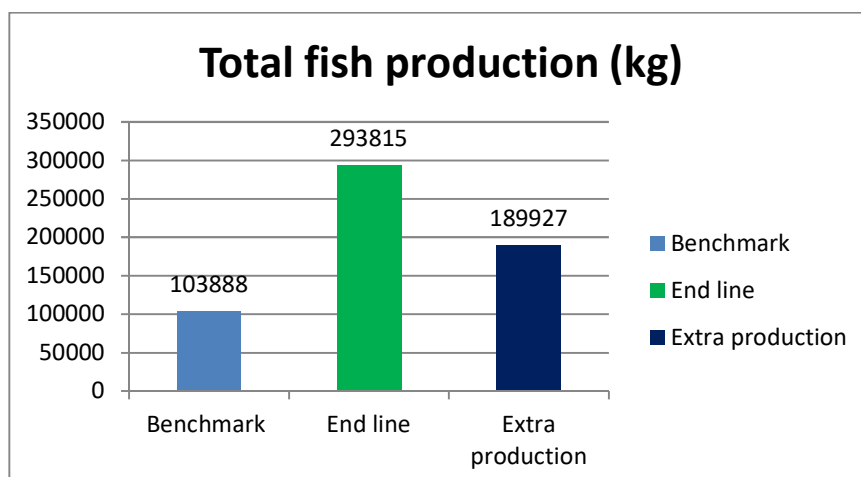 Total fish production (kg)
350000
300000
250000
200000
150000
100000
50000
0
103888
293815
189927
Benchmark
End line
Extra
production
Benchmark
End line
Extra production